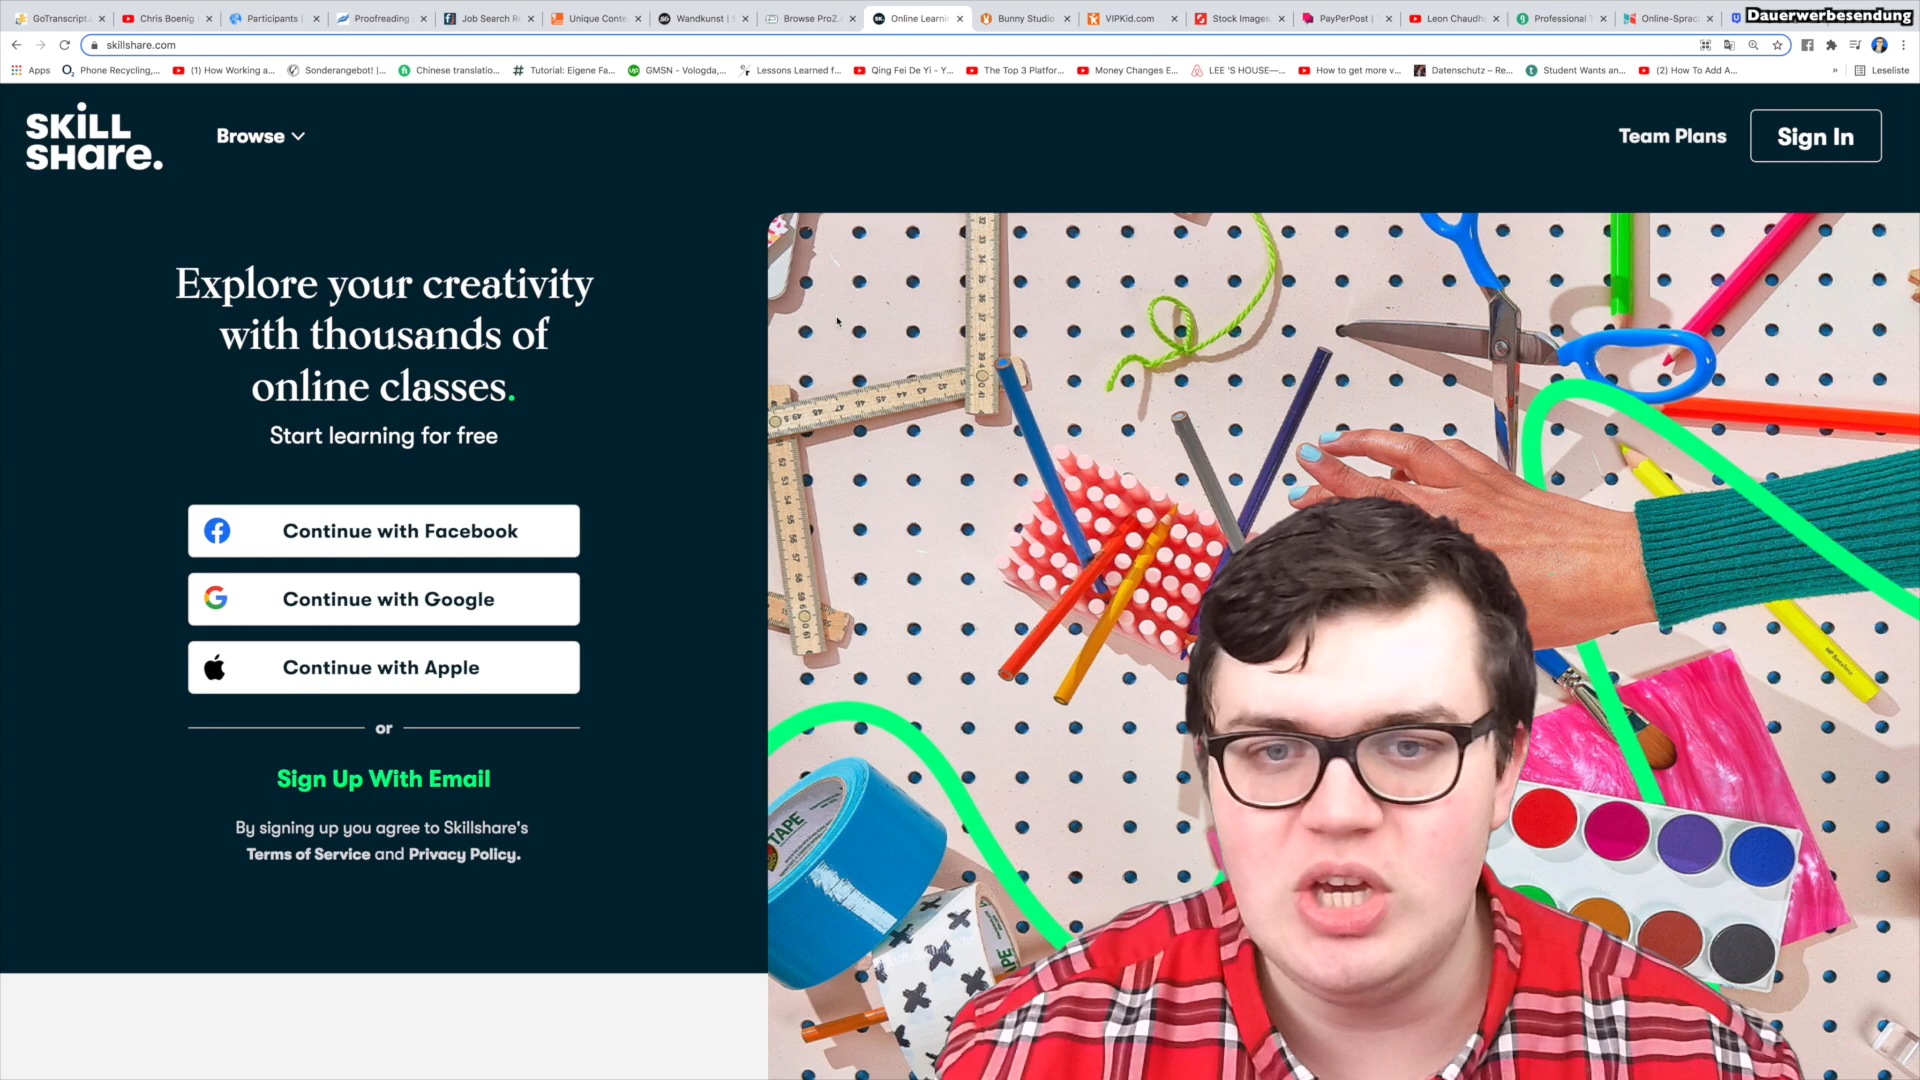 GoTranscript.c
Chris Boenig
Participants |
Proofreading
Job Search R
Unique Conte
Wandkunst |
Browse ProZ.
Online Learnin
Bunny Studio
VIPKid.com
Stock Images,
PayPerPost |
Leon Chaudh
Professional T
Online-Sprac
Dauerwerbesendung
skillshare.com
Apps
Phone Recycling,...
(1) How Working a...
Sonderangebot! |...
Chinese translatio...
Tutorial: Eigene Fa...
GMSN - Vologda,...
Lessons Learned f...
Qing Fei De Yi - Y...
The Top 3 Platfor...
Money Changes E...
LEE 'S HOUSE—...
How to get more v...
Datenschutz – Re...
Student Wants an...
(2) How To Add A...
»
Leseliste
SKILL
SHare.
Browse
Team Plans
Sign In
Explore your creativity
with thousands of
online classes.
Start learning for free
Continue with Facebook
Continue with Google
Continue with Apple
or
Sign Up With Email
By signing up you agree to Skillshare's
Terms of Service and Privacy Policy.
TAPE